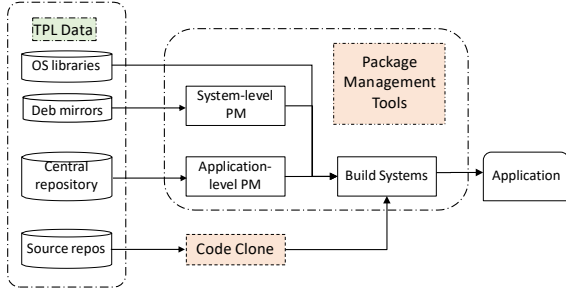 TPL Data
OS libraries
Deb mirrors
Central
repository
Source repos
System-level
PM
Application-
level PM
Code Clone
Package
Management
Tools
Build Systems
Application